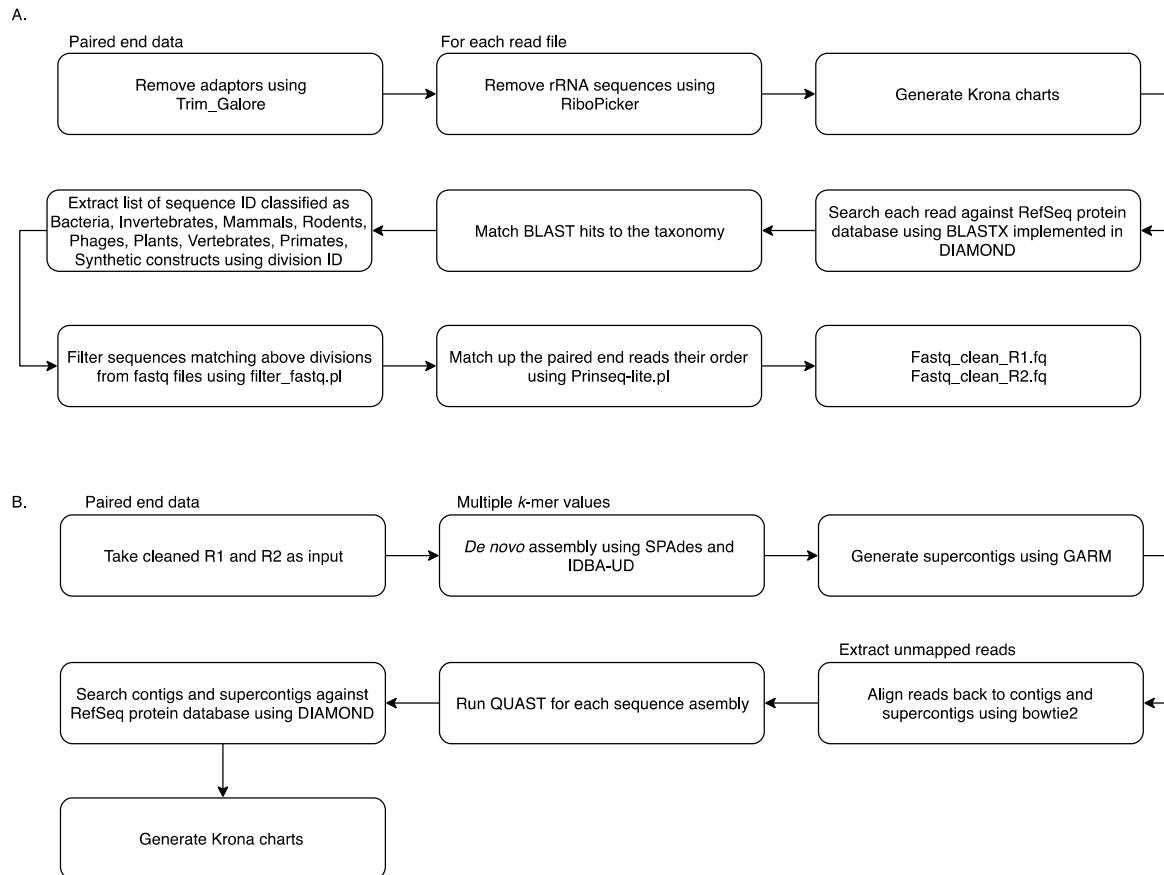 A.
Paired end data
Remove adaptors using
Trim_Galore
For each read file
Remove rRNA sequences using
RiboPicker
Generate Krona charts
Search each read against RefSeq protein
database using BLASTX implemented in
DIAMOND
Match BLAST hits to the taxonomy
Extract list of sequence ID classified as
Bacteria, Invertebrates, Mammals, Rodents,
Phages, Plants, Vertebrates, Primates,
Synthetic constructs using division ID
Filter sequences matching above divisions
from fastq files using filter_fastq.pl
Match up the paired end reads their order
using Prinseq-lite.pl
Fastq_clean_R1.fq
Fastq_clean_R2.fq
B.
Paired end data
Take cleaned R1 and R2 as input
Multiple k-mer values
De novo assembly using SPAdes and
IDBA-UD
Generate supercontigs using GARM
Extract unmapped reads
Align reads back to contigs and
supercontigs using bowtie2
Run QUAST for each sequence asembly
Search contigs and supercontigs against
RefSeq protein database using DIAMOND
Generate Krona charts